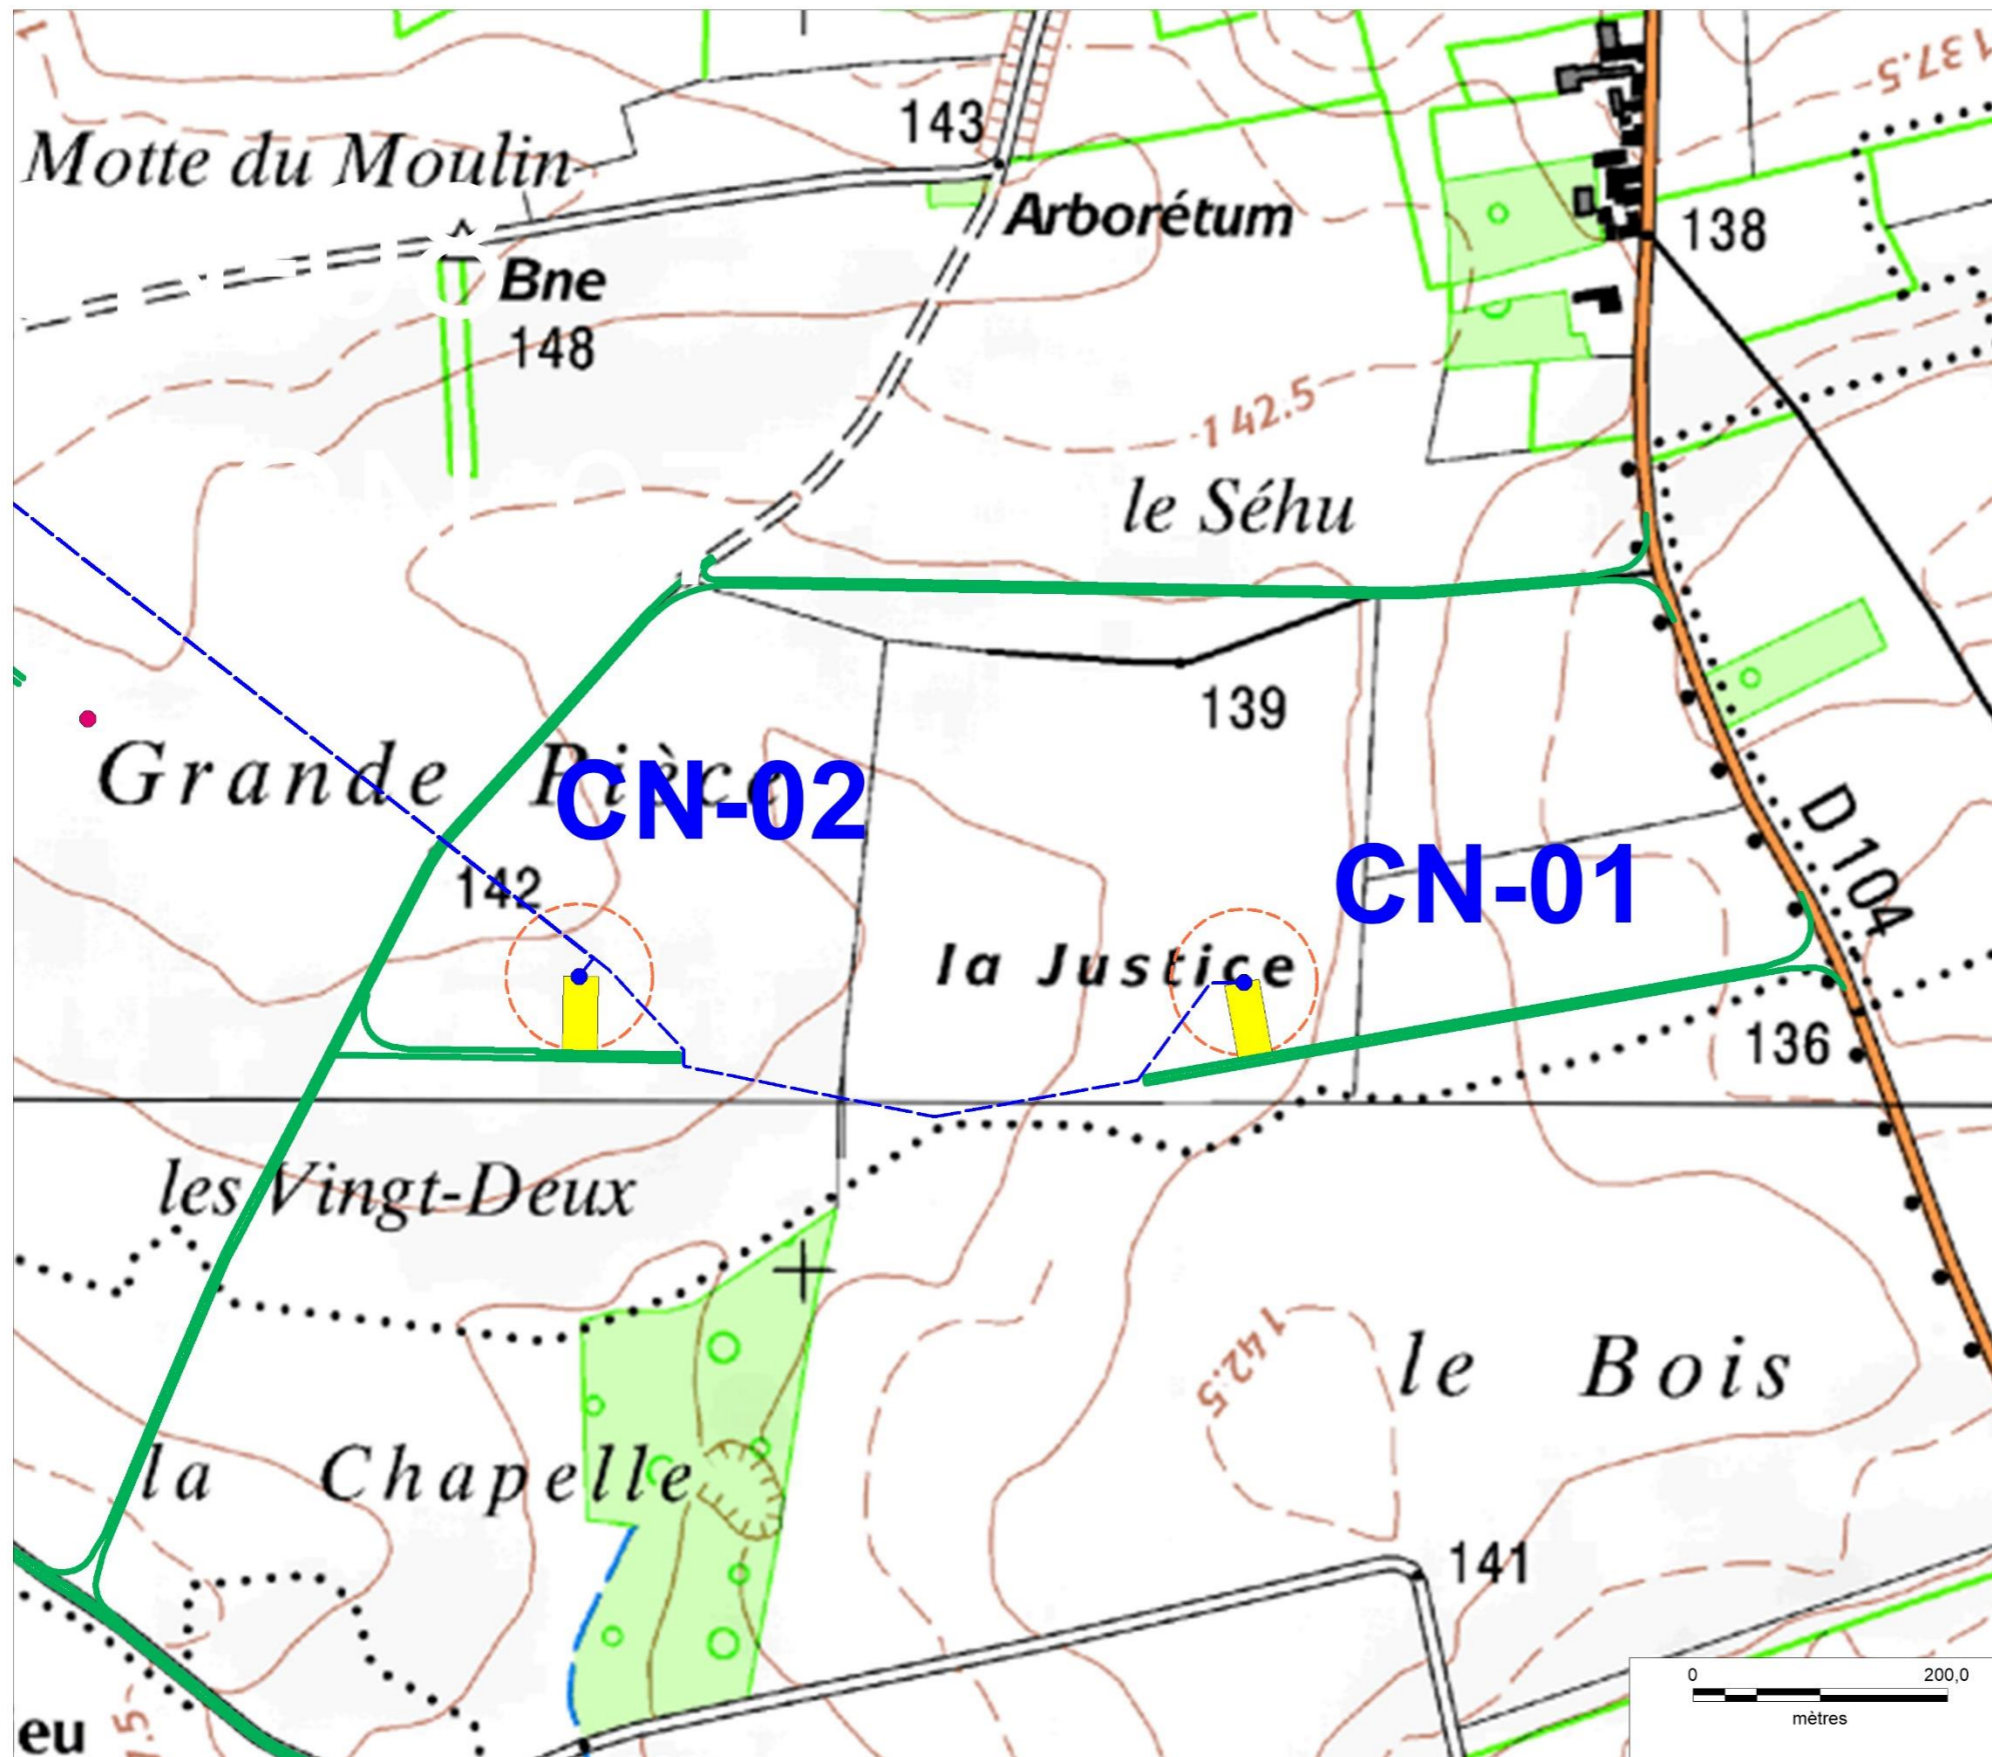 137.5
143
Motte du Moulin
Arborétum
138
Bne
148
142.5
le Séhu
139
Grande Pièce
CN-02
D 104
CN-01
142
la Justice
136
les Vingt-Deux
142.5
le Bois
la Chapelle
141
0 200,0
mètres
eu